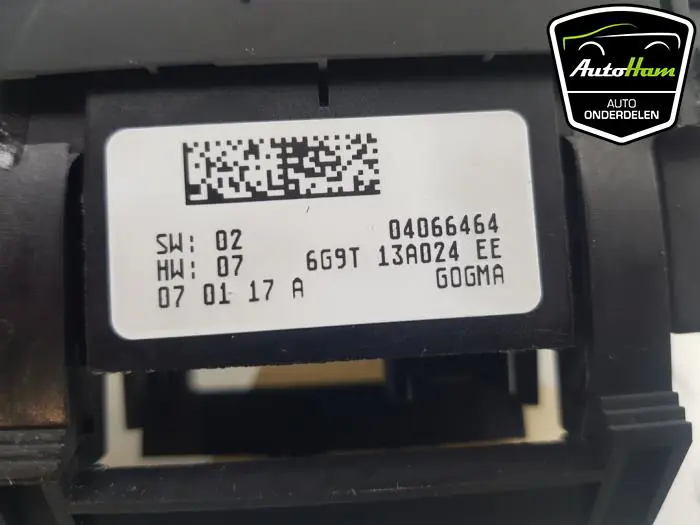 AutoHam
AUTO
ONDERDELEN
SW: 02 04066464
HW: 07 6G9T 13A024 EE
07 01 17 A GOGMA